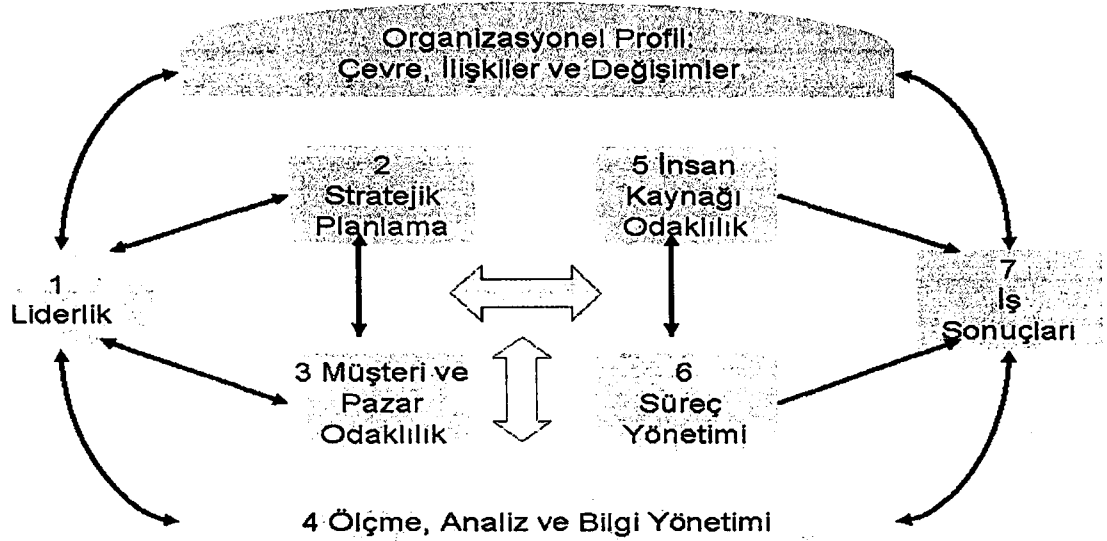 Organizasyonel Profil:
Çevre, İlişkiler ve Değişimler
2
Stratejik
Planlama
5 İnsan
Kaynağı
Odaklılık
1
Liderlik
7
İş
Sonuçları
3 Müşteri ve
Pazar
Odaklılık
6
Süreç
Yönetimi
4 Ölçme, Analiz ve Bilgi Yönetimi